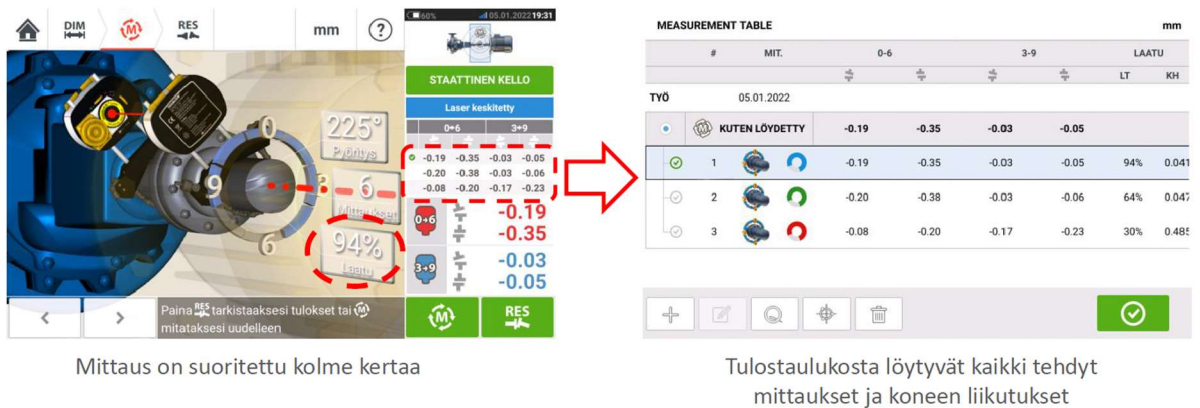 DIM
M
RES
mm
?
60%
05.01.2022 19:31
STAATTINEN KELLO
Laser keskitetty
0+6 3+9
-0.19 -0.35 -0.03 -0.05
-0.20 -0.38 -0.03 -0.06
-0.08 -0.20 -0.17 -0.23
0+6 -0.19
-0.35
3+9 -0.03
-0.05
0
3
6
9
225°
Pyöritys
6
Mittaukset
94%
Laatu
Paina RES tarkistaaksesi tulokset tai M
mitataksesi uudelleen
M
RES
Mittaus on suoritettu kolme kertaa
MEASUREMENT TABLE mm
# MIT. 0-6 3-9 LAATU
LT KH
TYÖ 05.01.2022
M KUTEN LÖYDETTY -0.19 -0.35 -0.03 -0.05
1 -0.19 -0.35 -0.03 -0.05 94% 0.041
2 -0.20 -0.38 -0.03 -0.06 64% 0.047
3 -0.08 -0.20 -0.17 -0.23 30% 0.485
Tulostaulukosta löytyvät kaikki tehdyt
mittaukset ja koneen liikutukset